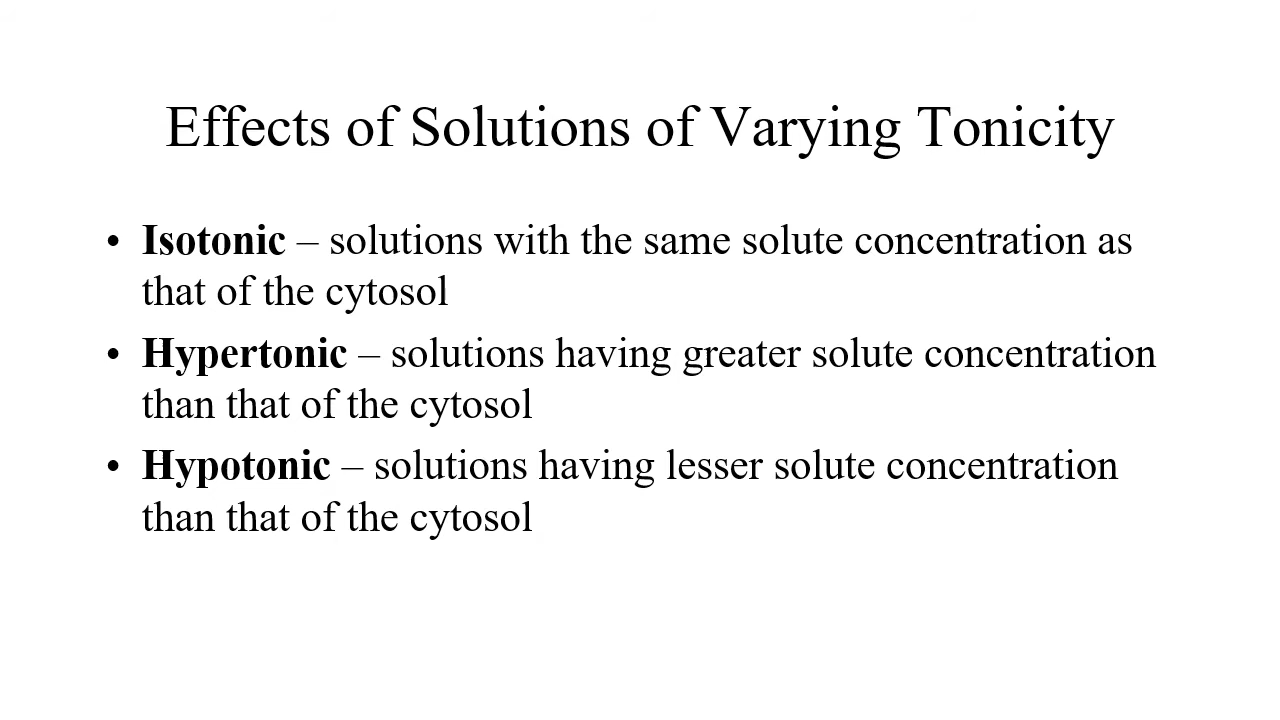 Effects of Solutions of Varying Tonicity
• Isotonic – solutions with the same solute concentration as
that of the cytosol
• Hypertonic – solutions having greater solute concentration
than that of the cytosol
• Hypotonic – solutions having lesser solute concentration
than that of the cytosol